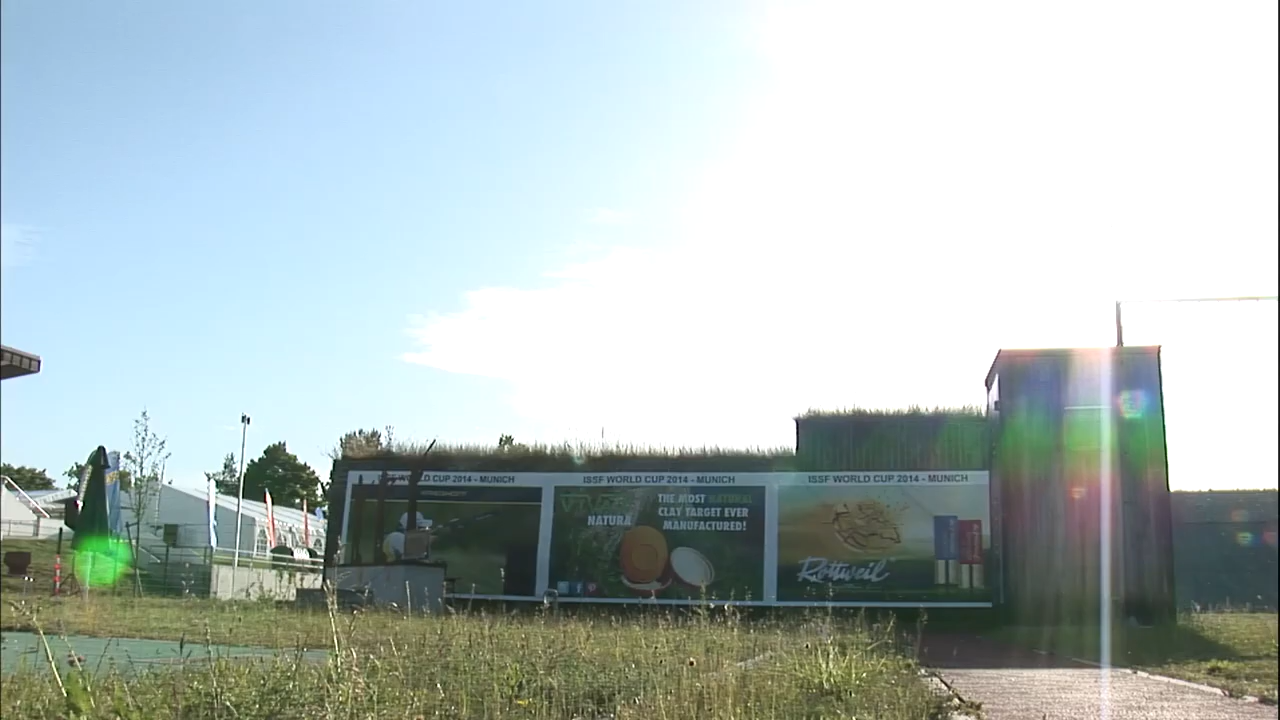 ISSF WORLD CUP 2014 - MUNICH
ISSF WORLD CUP 2014 - MUNICH
NATURA
THE MOST NATURAL
CLAY TARGET EVER
MANUFACTURED!
ISSF WORLD CUP 2014 - MUNICH
Rottweil